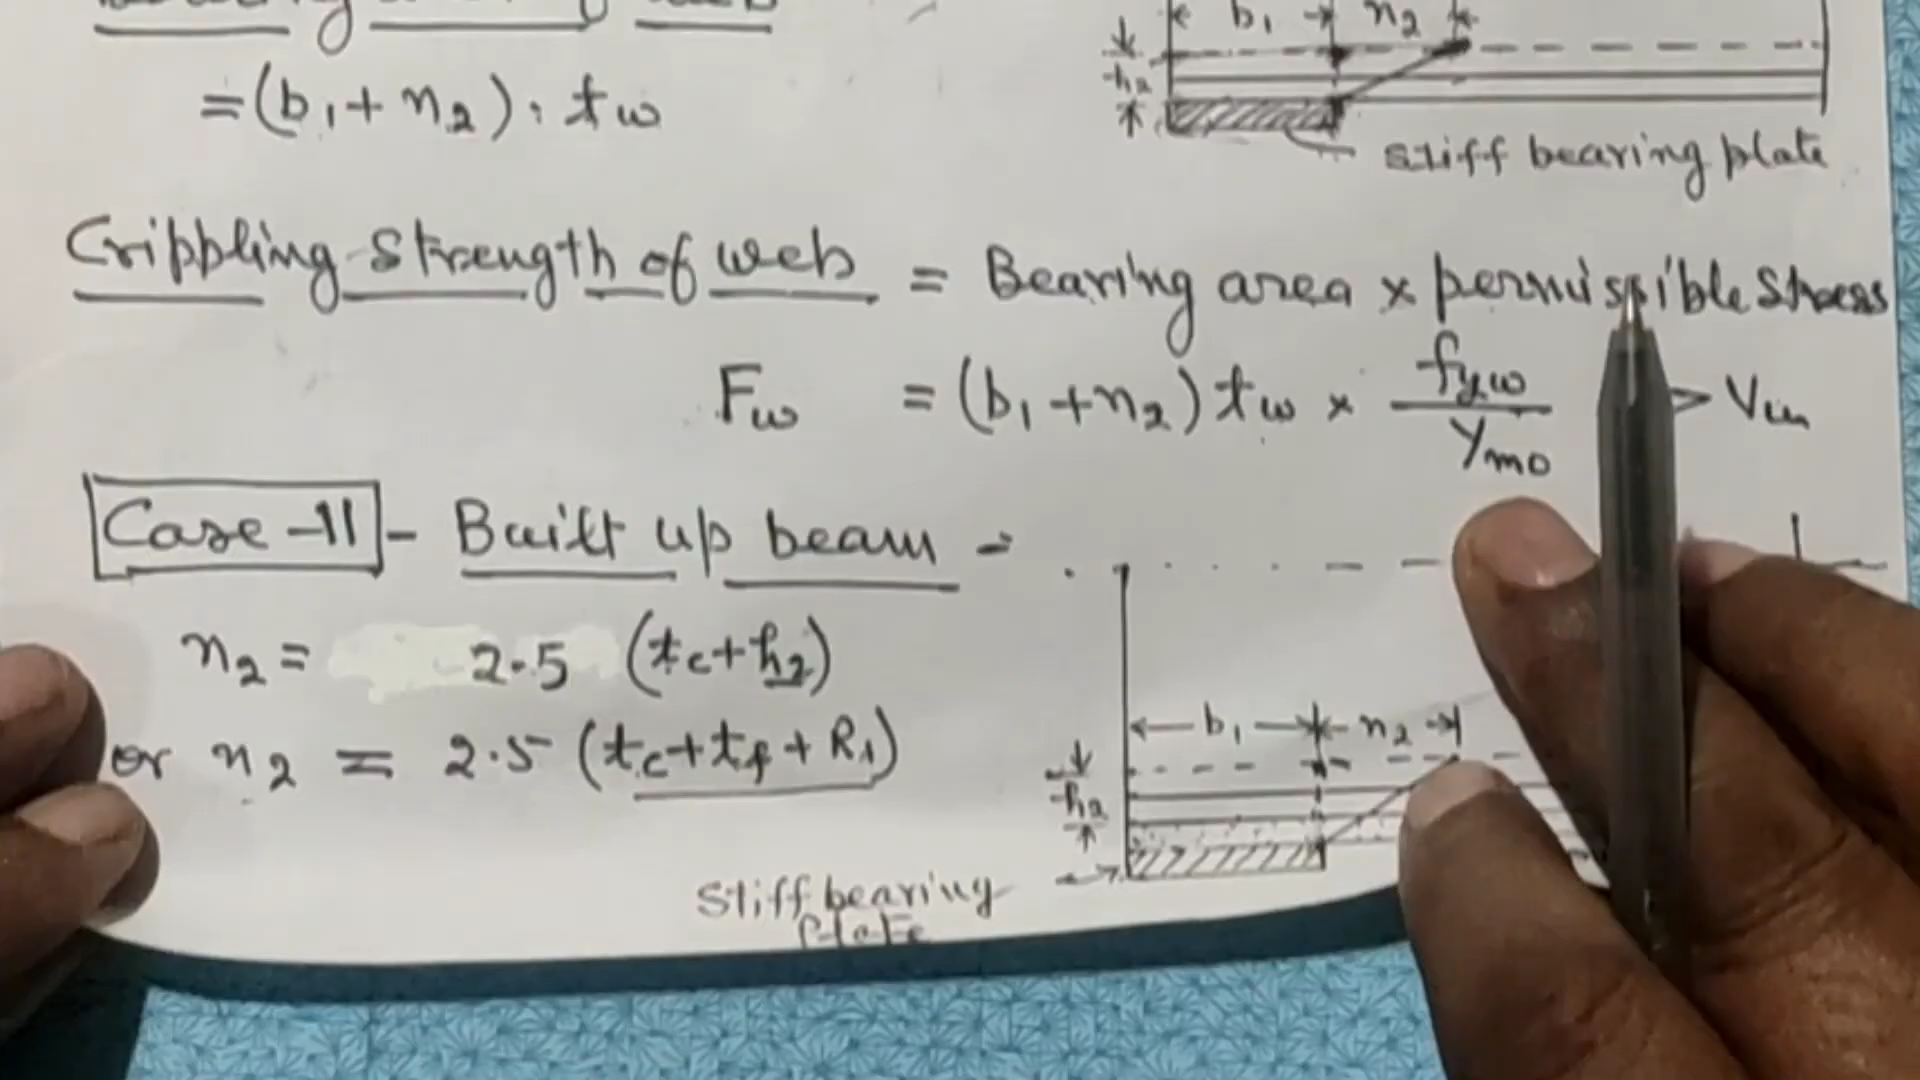 = (b₁ + n₂) . tw
b₁ n₂
h₂
stiff bearing plate
Crippling Strength of web = Bearing area x permissible stress
Fw = (b₁ + n₂) tw x fyw / γmo > Vu
Case-II - Built up beam -
n₂ = 2.5 (tc + h₂)
or n₂ = 2.5 (tc + tf + R₁)
b₁ n₂
h₂
Stiff bearing
Plate